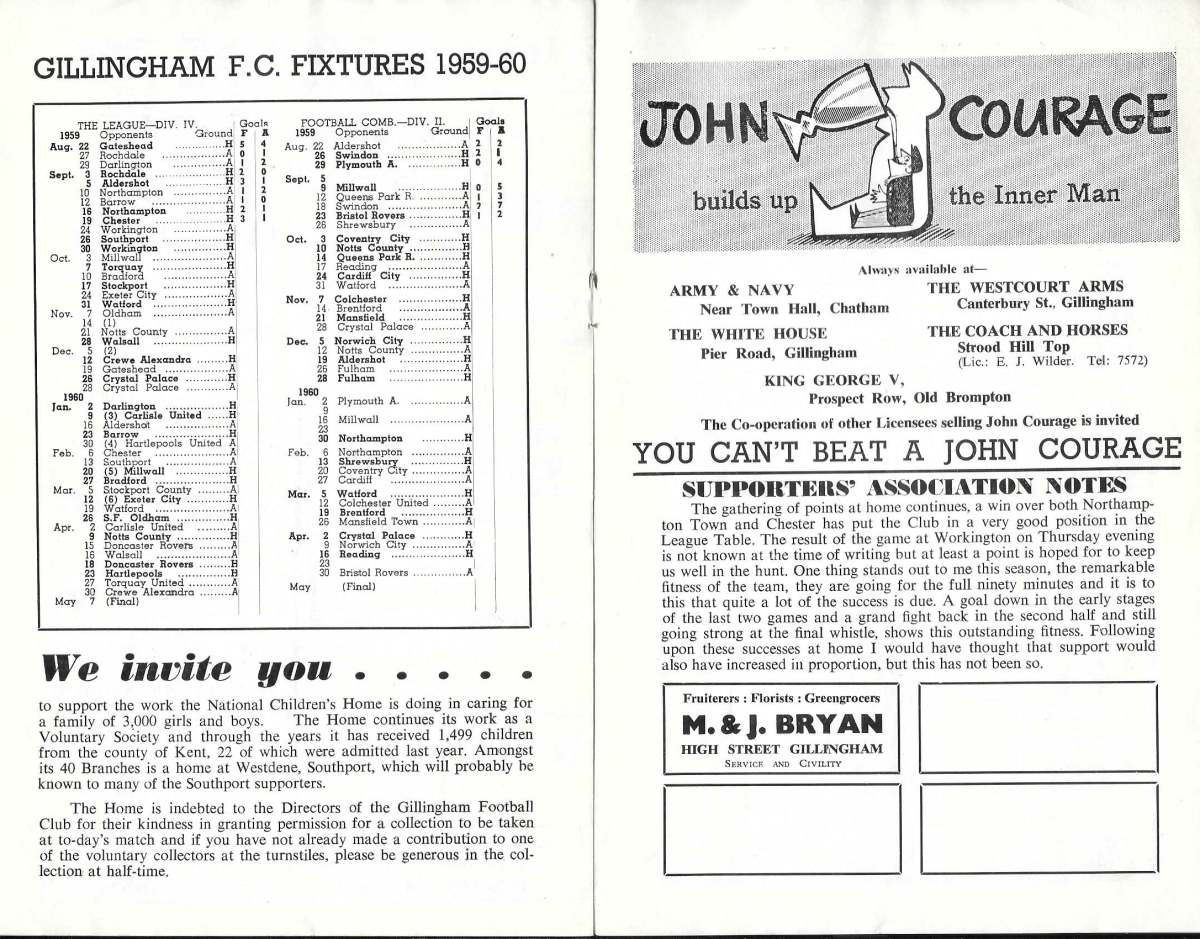 GILLINGHAM F.C. FIXTURES 1959-60
THE LEAGUE—DIV. IV. Goals
1959 Opponents Ground F A
Aug. 22 Gateshead ............H 5 4
27 Rochdale ............A 0 1
29 Darlington ............A 1 2
Sept. 3 Rochdale ............H 2 0
5 Aldershot ............H 3 1
10 Northampton ............A 1 2
12 Barrow ............A 1 0
16 Northampton ............H 2 1
19 Chester ............H 3 1
24 Workington ............A
26 Southport ............H
30 Workington ............H
Oct. 3 Millwall ............A
7 Torquay ............H
10 Bradford ............A
17 Stockport ............H
24 Exeter City ............A
31 Watford ............H
Nov. 7 Oldham ............A
14 (1)
21 Notts County ............A
28 Walsall ............H
Dec. 5 (2)
12 Crewe Alexandra ........H
19 Gateshead ............A
26 Crystal Palace ............H
28 Crystal Palace ............A
1960
Jan. 2 Darlington ............H
9 (3) Carlisle United ......H
16 Aldershot ............A
23 Barrow ............H
30 (4) Hartlepools United A
Feb. 6 Chester ............A
13 Southport ............A
20 (5) Millwall ............H
27 Bradford ............H
Mar. 5 Stockport County ........A
12 (6) Exeter City ............H
19 Watford ............A
26 S.F. Oldham ............H
Apr. 2 Carlisle United ........A
9 Notts County ............H
15 Doncaster Rovers ........A
16 Walsall ............A
18 Doncaster Rovers ........H
23 Hartlepools ............H
27 Torquay United ............A
30 Crewe Alexandra ........A
May 7 (Final)
FOOTBALL COMB.—DIV. II. Goals
1959 Opponents Ground F A
Aug. 22 Aldershot ............A 2 2
26 Swindon ............H 2 1
29 Plymouth A. ............H 0 4
Sept. 5
9 Millwall ............H 0 5
12 Queens Park R. ............A 1 3
18 Swindon ............A 7 7
23 Bristol Rovers ............H 1 2
26 Shrewsbury ............A
Oct. 3 Coventry City ............H
10 Notts County ............H
14 Queens Park R. ............H
17 Reading ............A
24 Cardiff City ............H
31 Watford ............A
Nov. 7 Colchester ............H
14 Brentford ............A
21 Mansfield ............H
28 Crystal Palace ............A
Dec. 5 Norwich City ............H
12 Notts County ............A
19 Aldershot ............H
26 Fulham ............A
28 Fulham ............H
1960
Jan. 2 Plymouth A. ............A
9
16 Millwall ............A
23
30 Northampton ............H
Feb. 6 Northampton ............A
13 Shrewsbury ............H
20 Coventry City ............A
27 Cardiff ............A
Mar. 5 Watford ............H
12 Colchester United ........A
19 Brentford ............H
26 Mansfield Town ............A
Apr. 2 Crystal Palace ............H
9 Norwich City ............A
16 Reading ............H
23
30 Bristol Rovers ............A
May (Final)
We invite you . . . . .
to support the work the National Children's Home is doing in caring for
a family of 3,000 girls and boys. The Home continues its work as a
Voluntary Society and through the years it has received 1,499 children
from the county of Kent, 22 of which were admitted last year. Amongst
its 40 Branches is a home at Westdene, Southport, which will probably be
known to many of the Southport supporters.
The Home is indebted to the Directors of the Gillingham Football
Club for their kindness in granting permission for a collection to be taken
at to-day's match and if you have not already made a contribution to one
of the voluntary collectors at the turnstiles, please be generous in the col-
lection at half-time.
JOHN COURAGE
builds up the Inner Man
Always available at—
ARMY & NAVY
Near Town Hall, Chatham
THE WESTCOURT ARMS
Canterbury St., Gillingham
THE WHITE HOUSE
Pier Road, Gillingham
THE COACH AND HORSES
Strood Hill Top
(Lic.: E. J. Wilder. Tel: 7572)
KING GEORGE V,
Prospect Row, Old Brompton
The Co-operation of other Licensees selling John Courage is invited
YOU CAN'T BEAT A JOHN COURAGE
SUPPORTERS' ASSOCIATION NOTES
The gathering of points at home continues, a win over both Northamp-
ton Town and Chester has put the Club in a very good position in the
League Table. The result of the game at Workington on Thursday evening
is not known at the time of writing but at least a point is hoped for to keep
us well in the hunt. One thing stands out to me this season, the remarkable
fitness of the team, they are going for the full ninety minutes and it is to
this that quite a lot of the success is due. A goal down in the early stages
of the last two games and a grand fight back in the second half and still
going strong at the final whistle, shows this outstanding fitness. Following
upon these successes at home I would have thought that support would
also have increased in proportion, but this has not been so.
Fruiterers : Florists : Greengrocers
M. & J. BRYAN
HIGH STREET GILLINGHAM
SERVICE AND CIVILITY